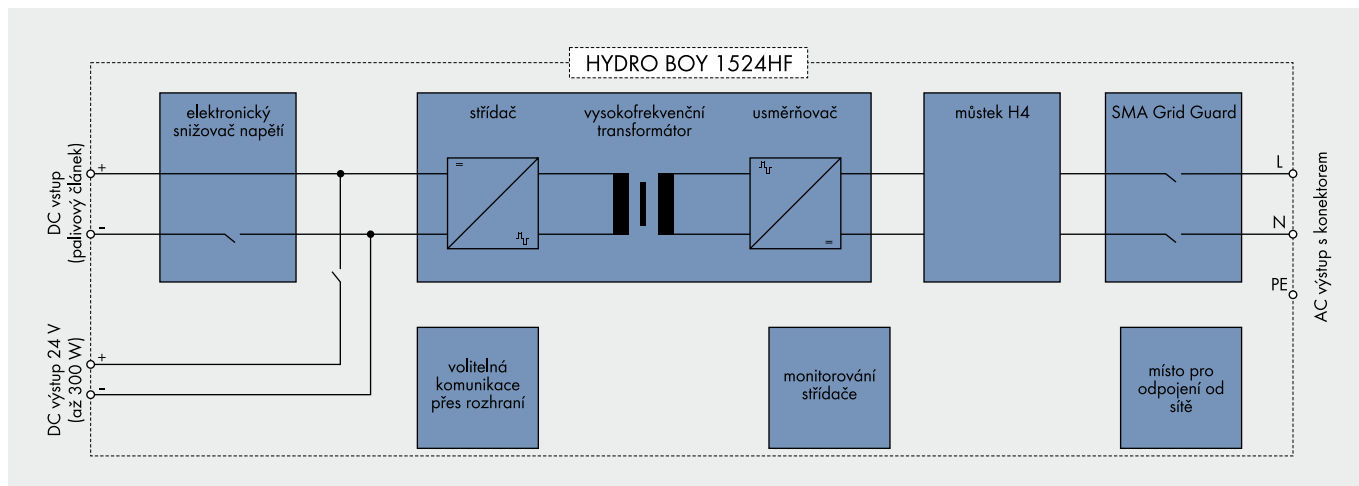 HYDRO BOY 1524HF
elektronický
snižovač napětí
střídač
vysokofrekvenční
transformátor
usměrňovač
můstek H4
SMA Grid Guard
DC vstup
(palivový článek)
+
-
=
=
L
N
PE
AC výstup s konektorem
DC výstup 24 V
(až 300 W)
+
-
volitelná
komunikace
přes rozhraní
monitorování
střídače
místo pro
odpojení od
sítě